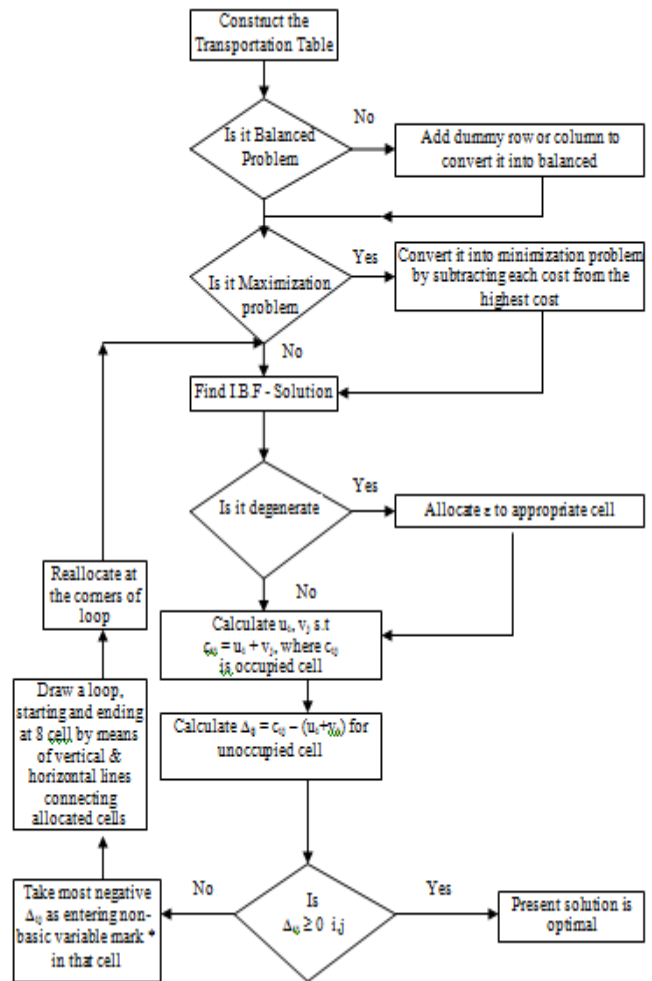 Construct the
Transportation Table
No
Is it Balanced
Problem
Add dummy row or column to
convert it into balanced
Yes
Is it Maximization
problem
Convert it into minimization problem
by subtracting each cost from the
highest cost
No
Find I.B.F - Solution
Yes
Is it degenerate
Allocate ε to appropriate cell
No
Reallocate at
the corners of
loop
Calculate uᵢ, vⱼ s.t
cᵢⱼ = uᵢ + vⱼ, where cᵢⱼ
is occupied cell
Draw a loop,
starting and ending
at 8 cell by means
of vertical &
horizontal lines
connecting
allocated cells
Calculate Δᵢⱼ = cᵢⱼ – (uᵢ+vⱼ) for
unoccupied cell
Take most negative
Δᵢⱼ as entering non-
basic variable mark *
in that cell
No
Is
Δᵢⱼ ≥ 0 i,j
Yes
Present solution is
optimal